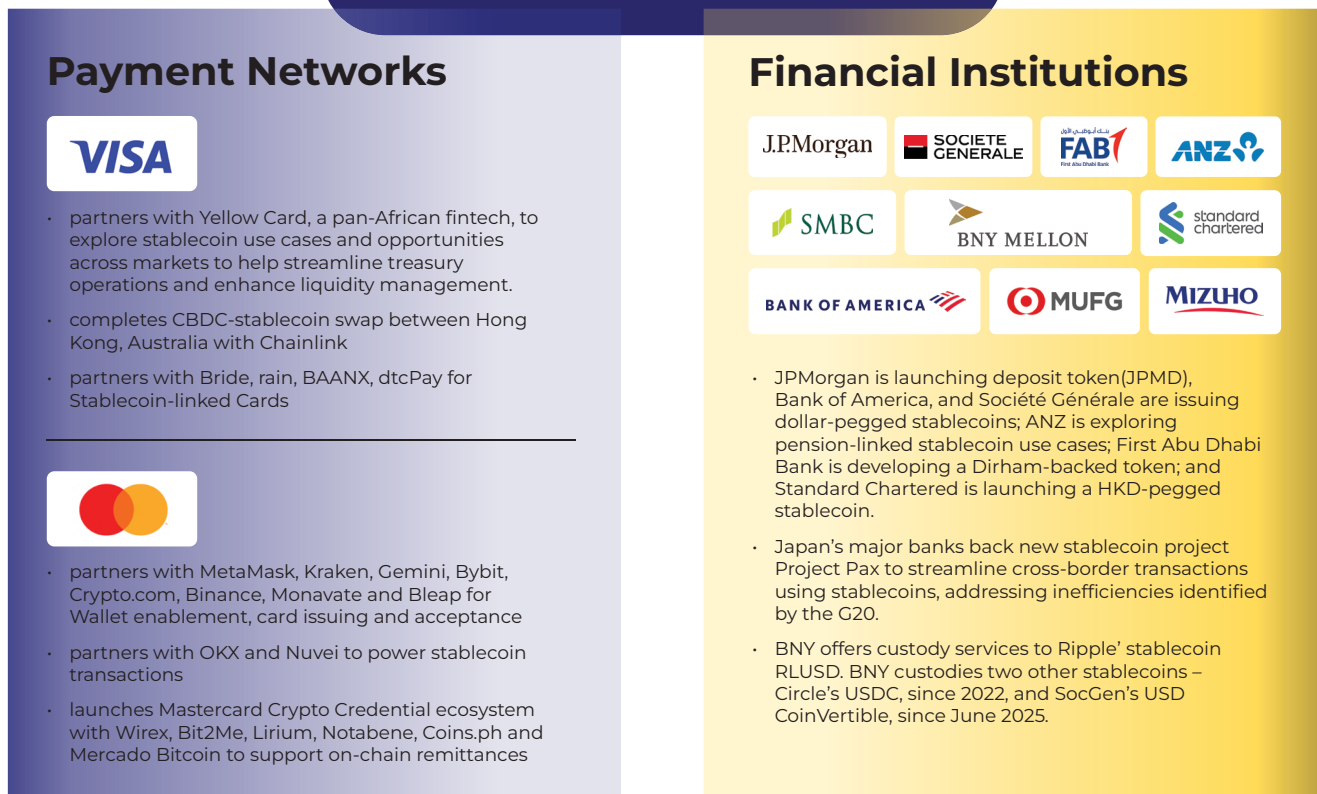 Payment Networks
VISA
• partners with Yellow Card, a pan-African fintech, to
explore stablecoin use cases and opportunities
across markets to help streamline treasury
operations and enhance liquidity management.
• completes CBDC-stablecoin swap between Hong
Kong, Australia with Chainlink
• partners with Bride, rain, BAANX, dtcPay for
Stablecoin-linked Cards
• partners with MetaMask, Kraken, Gemini, Bybit,
Crypto.com, Binance, Monavate and Bleap for
Wallet enablement, card issuing and acceptance
• partners with OKX and Nuvei to power stablecoin
transactions
• launches Mastercard Crypto Credential ecosystem
with Wirex, Bit2Me, Lirium, Notabene, Coins.ph and
Mercado Bitcoin to support on-chain remittances
Financial Institutions
J.P.Morgan
SOCIETE
GENERALE
بنك أبوظبي الأول
FAB
First Abu Dhabi Bank
ANZ
SMBC
BNY MELLON
standard
chartered
BANK OF AMERICA
MUFG
MIZUHO
• JPMorgan is launching deposit token(JPMD),
Bank of America, and Société Générale are issuing
dollar-pegged stablecoins; ANZ is exploring
pension-linked stablecoin use cases; First Abu Dhabi
Bank is developing a Dirham-backed token; and
Standard Chartered is launching a HKD-pegged
stablecoin.
• Japan’s major banks back new stablecoin project
Project Pax to streamline cross-border transactions
using stablecoins, addressing inefficiencies identified
by the G20.
• BNY offers custody services to Ripple’ stablecoin
RLUSD. BNY custodies two other stablecoins –
Circle’s USDC, since 2022, and SocGen’s USD
CoinVertible, since June 2025.